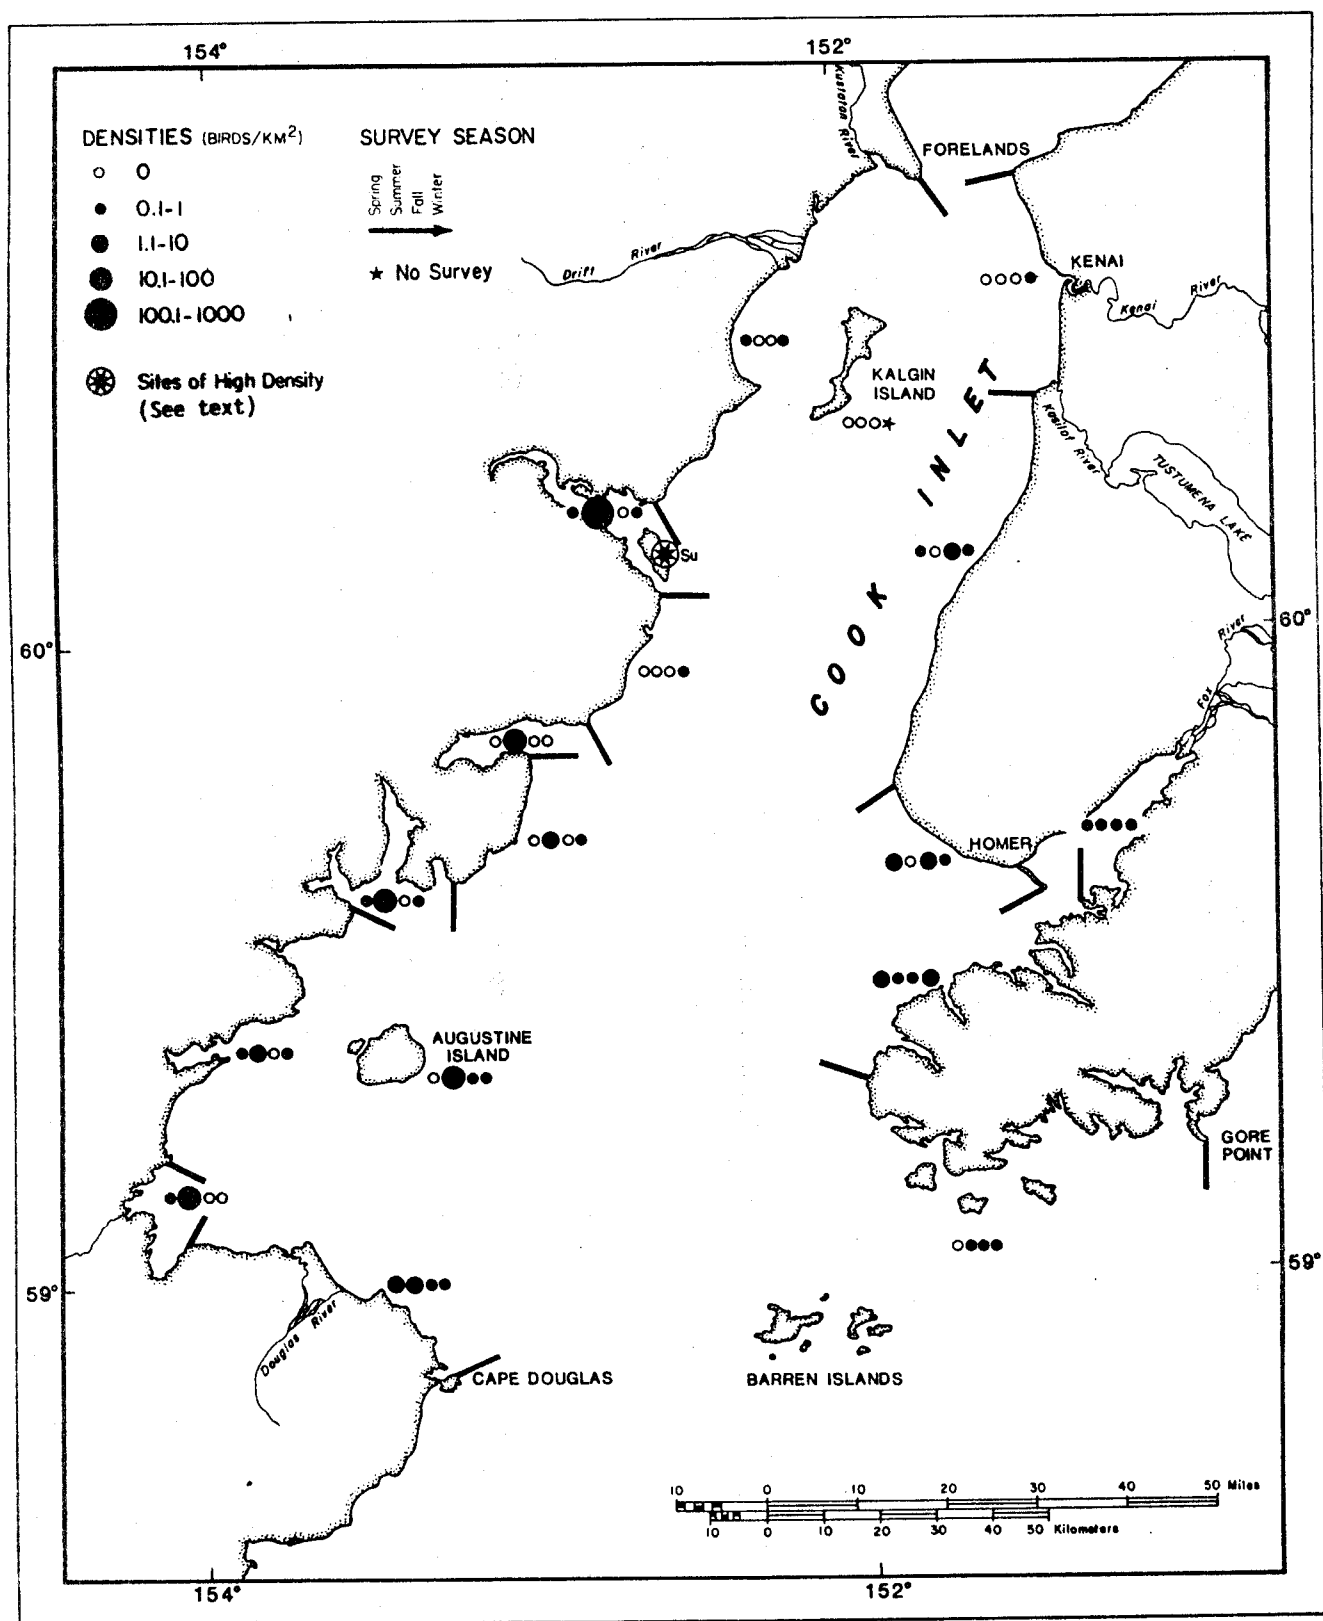 154°
152°
DENSITIES (BIRDS/KM²)
0
0.1-1
1.1-10
10.1-100
100.1-1000
Sites of High Density
(See text)
SURVEY SEASON
Spring
Summer
Fall
Winter
★ No Survey
Kustatan River
FORELANDS
Drift River
KENAI
Kenai River
KALGIN
ISLAND
Kasilof River
TUSTUMENA LAKE
COOK INLET
Su
60°
60°
Fox River
HOMER
AUGUSTINE
ISLAND
GORE
POINT
59°
59°
Douglas River
CAPE DOUGLAS
BARREN ISLANDS
10 0 10 20 30 40 50 Miles
10 0 10 20 30 40 50 Kilometers
154°
152°